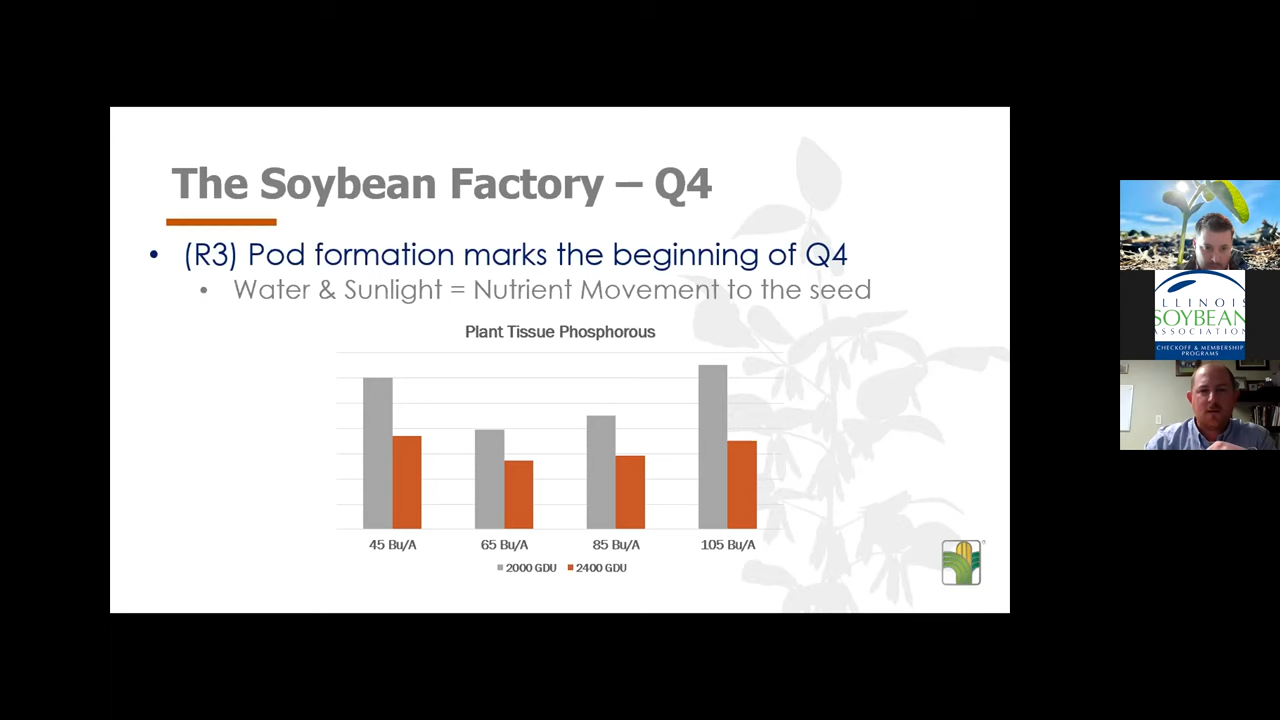 The Soybean Factory – Q4
• (R3) Pod formation marks the beginning of Q4
• Water & Sunlight = Nutrient Movement to the seed
Plant Tissue Phosphorous
45 Bu/A 65 Bu/A 85 Bu/A 105 Bu/A
2000 GDU 2400 GDU
ILLINOIS
SOYBEAN
ASSOCIATION
CHECKOFF & MEMBERSHIP
PROGRAMS